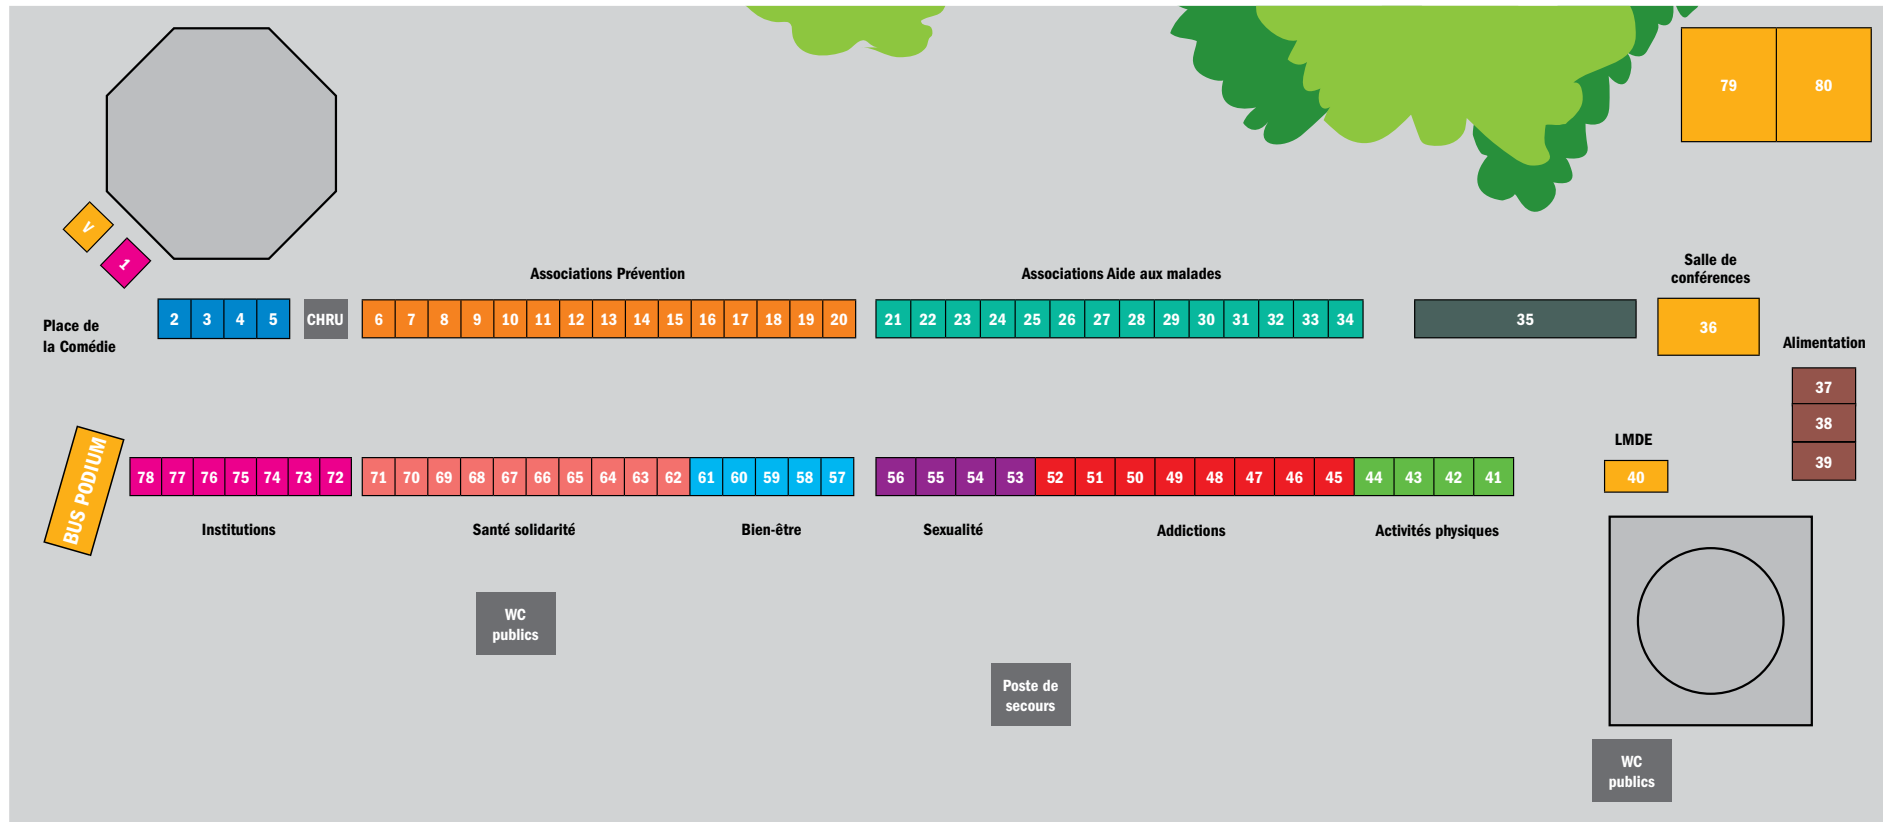 79 80
V
1
Associations Prévention
Associations Aide aux malades
Salle de
conférences
Place de
la Comédie
2 3 4 5 CHRU 6 7 8 9 10 11 12 13 14 15 16 17 18 19 20 21 22 23 24 25 26 27 28 29 30 31 32 33 34 35 36
Alimentation
37
38
39
LMDE
40
BUS PODIUM
78 77 76 75 74 73 72 71 70 69 68 67 66 65 64 63 62 61 60 59 58 57 56 55 54 53 52 51 50 49 48 47 46 45 44 43 42 41
Institutions
Santé solidarité
Bien-être
Sexualité
Addictions
Activités physiques
WC
publics
Poste de
secours
WC
publics